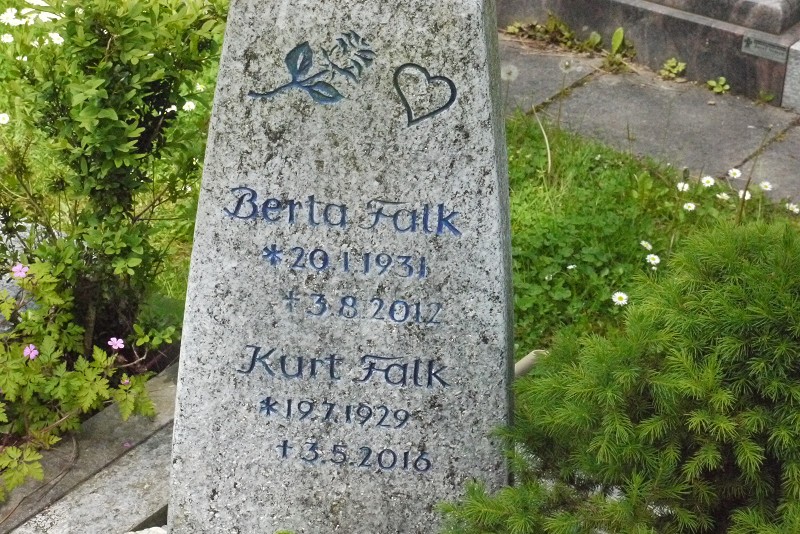 Berta Falk
*20.1.1931
+3.8.2012
Kurt Falk
*19.7.1929
+3.5.2016